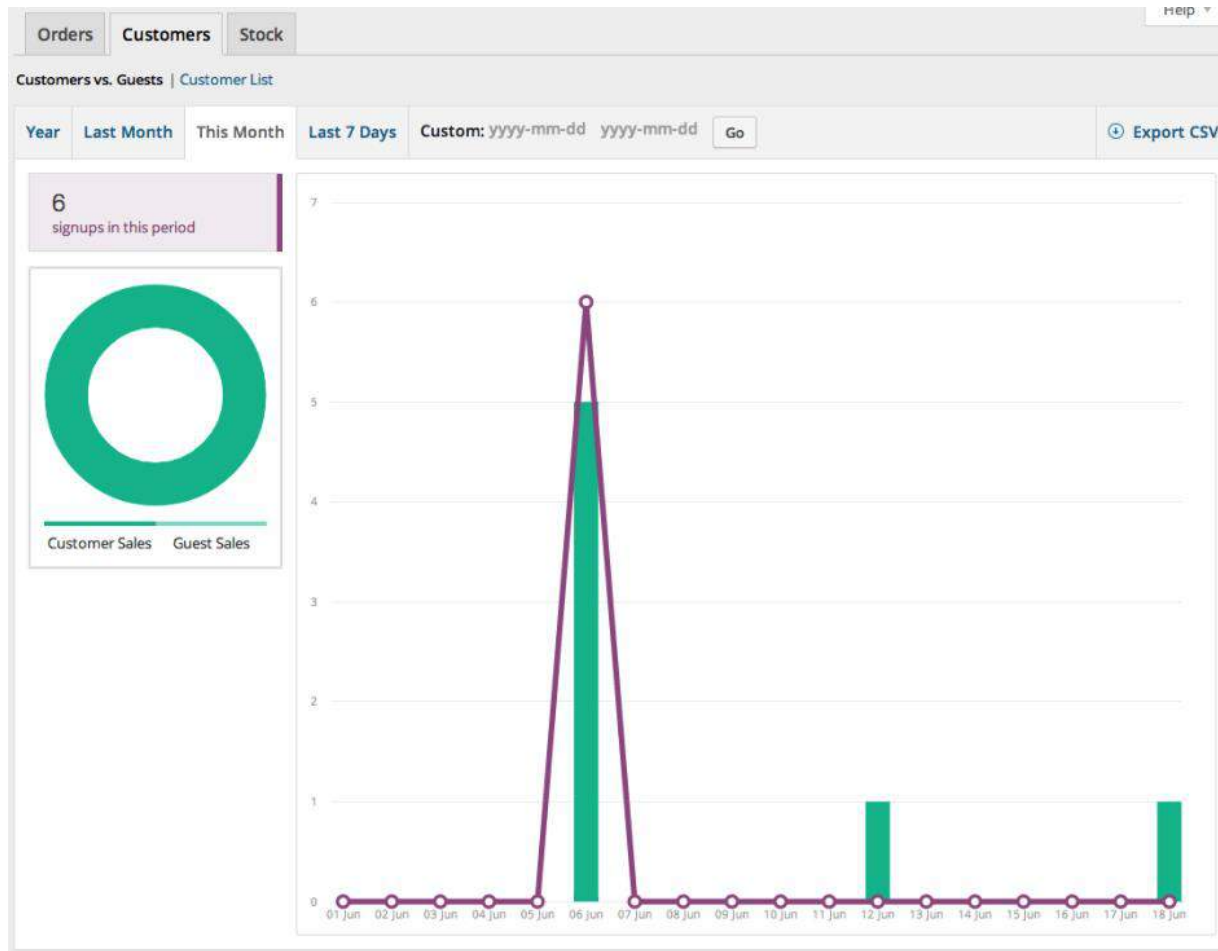 Help
Orders Customers Stock
Customers vs. Guests | Customer List
Year Last Month This Month Last 7 Days Custom: yyyy-mm-dd yyyy-mm-dd Go Export CSV
6
signups in this period
Customer Sales Guest Sales
7
6
5
4
3
2
1
0
01 Jun 02 Jun 03 Jun 04 Jun 05 Jun 06 Jun 07 Jun 08 Jun 09 Jun 10 Jun 11 Jun 12 Jun 13 Jun 14 Jun 15 Jun 16 Jun 17 Jun 18 Jun